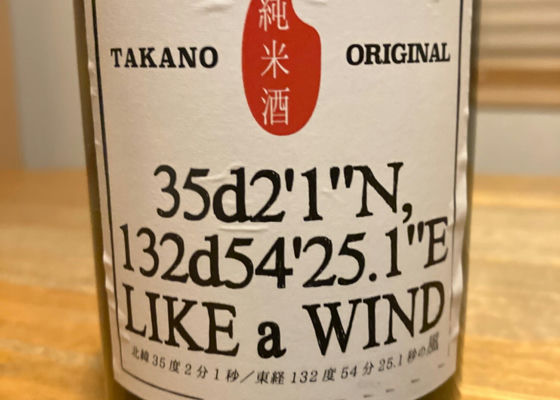 純米酒
TAKANO ORIGINAL
35d2'1"N,
132d54'25.1"E
LIKE a WIND
北緯35度2分1秒／東経132度54分25.1秒の風